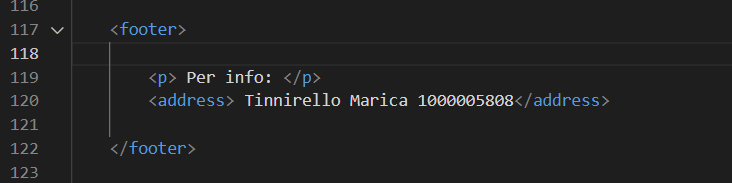 116
117 <footer>
118
119 <p> Per info: </p>
120 <address> Tinnirello Marica 1000005808</address>
121
122 </footer>
123